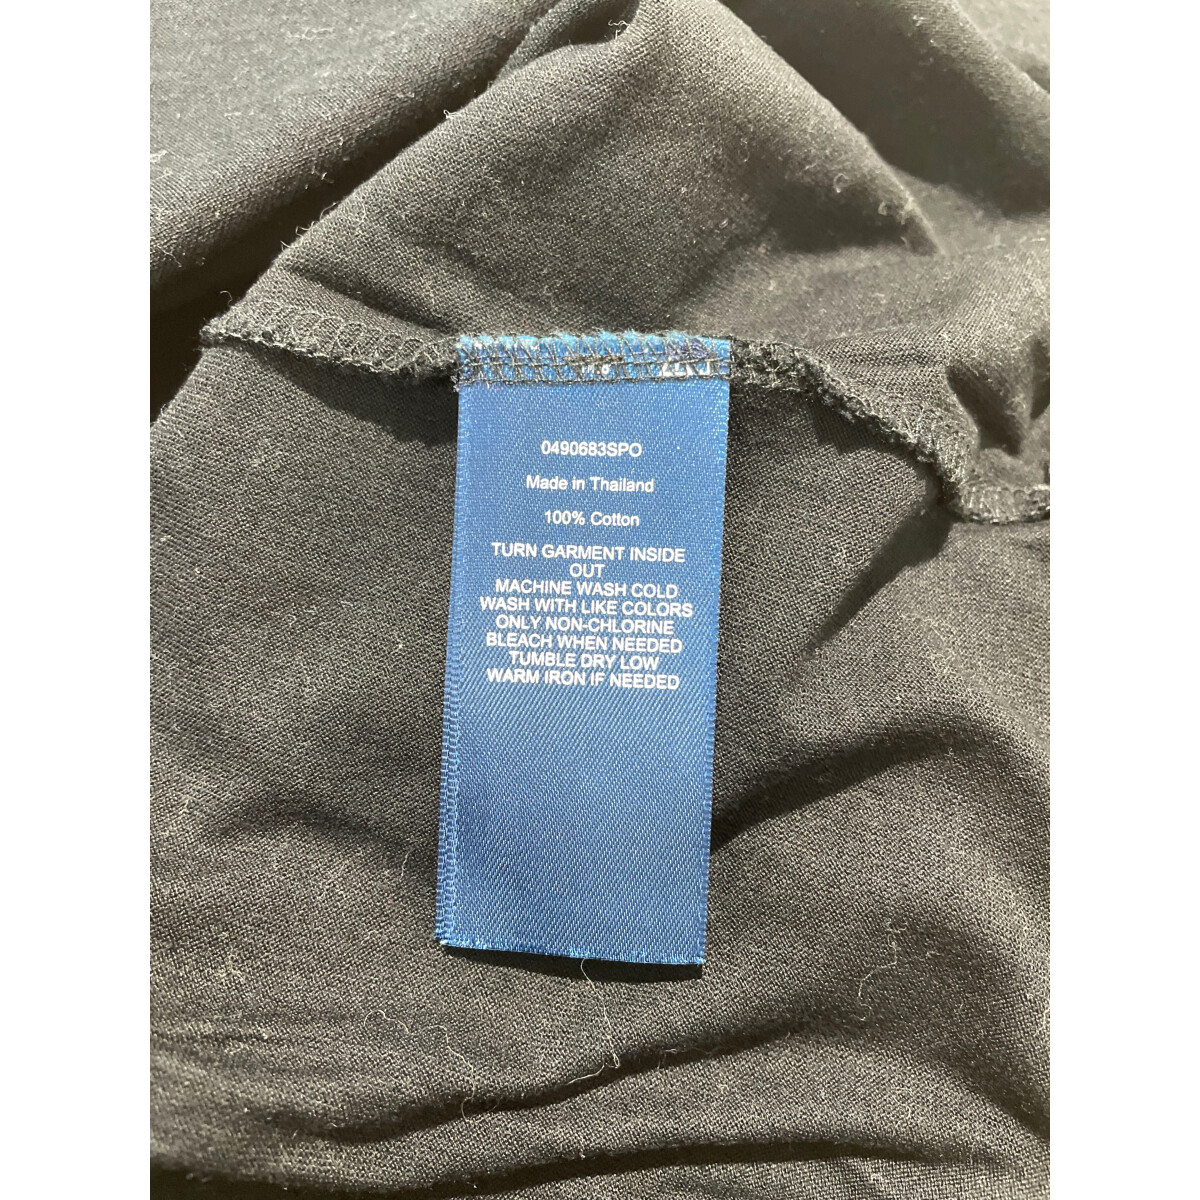 0490683SPO
Made in Thailand
100% Cotton
TURN GARMENT INSIDE
OUT
MACHINE WASH COLD
WASH WITH LIKE COLORS
ONLY NON-CHLORINE
BLEACH WHEN NEEDED
TUMBLE DRY LOW
WARM IRON IF NEEDED